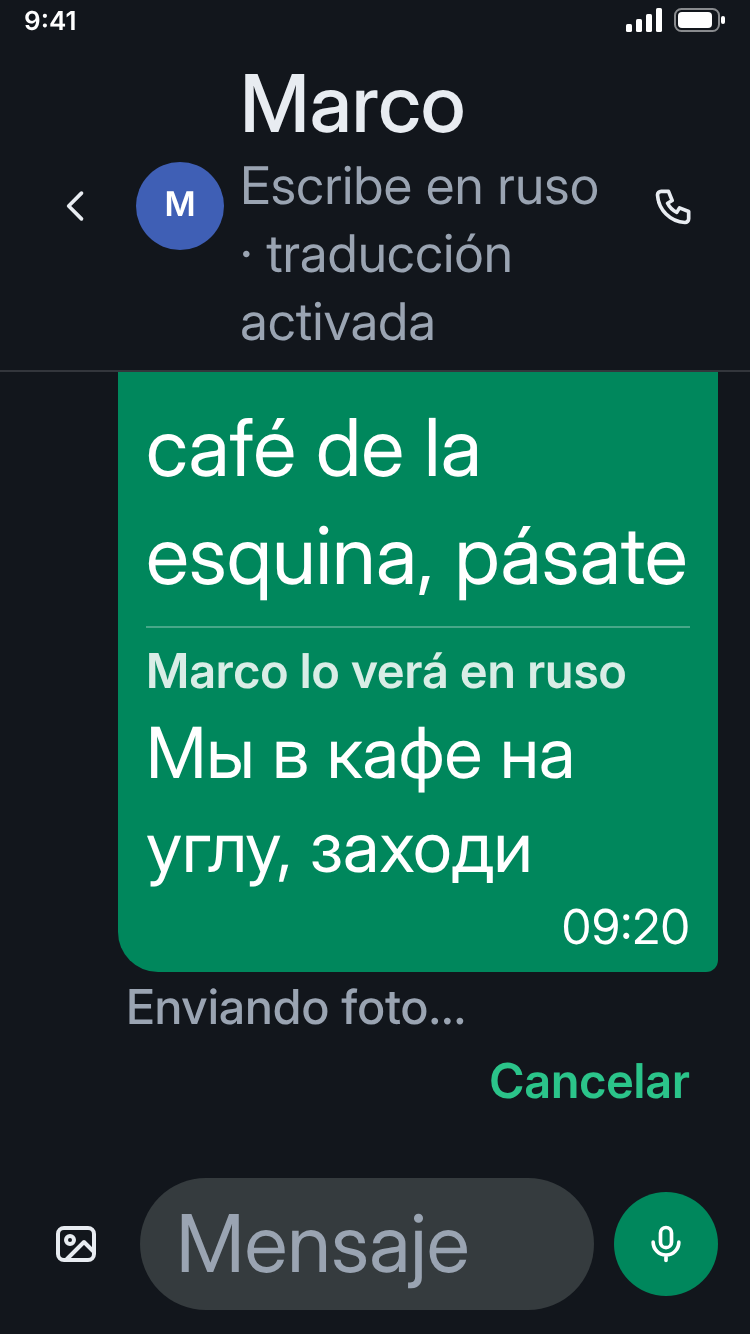 9:41
Marco
M
Escribe en ruso
· traducción
activada
café de la
esquina, pásate
Marco lo verá en ruso
Мы в кафе на
углу, заходи
09:20
Enviando foto...
Cancelar
Mensaje